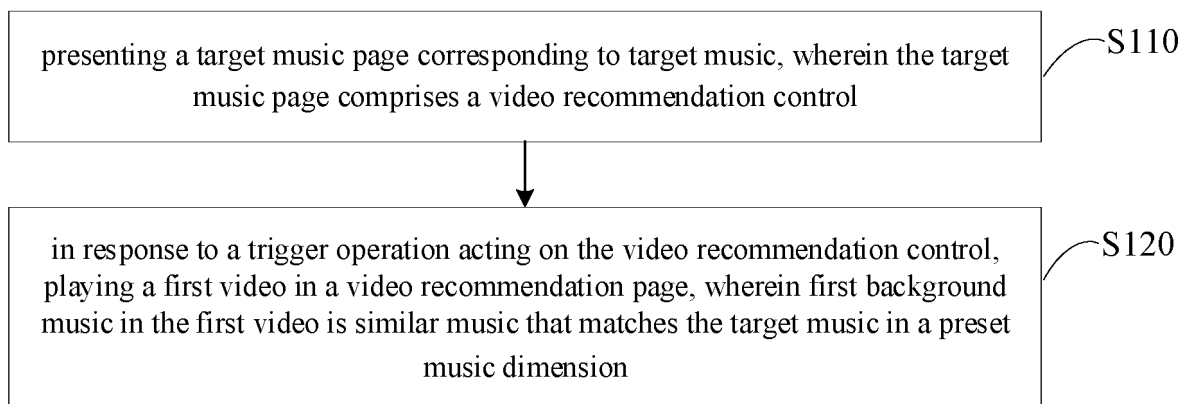 presenting a target music page corresponding to target music, wherein the target
music page comprises a video recommendation control
S110
in response to a trigger operation acting on the video recommendation control,
playing a first video in a video recommendation page, wherein first background
music in the first video is similar music that matches the target music in a preset
music dimension
S120